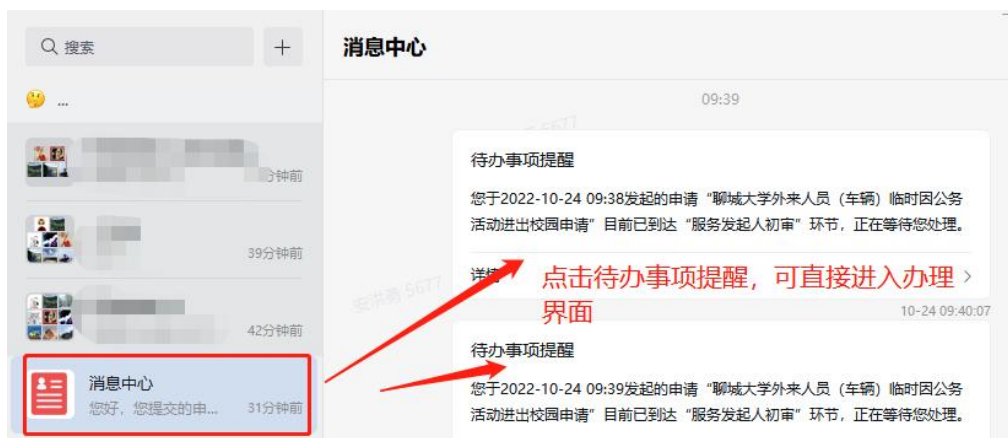 搜索
消息中心
...
09:39
待办事项提醒
分钟前
您于2022-10-24 09:38发起的申请“聊城大学外来人员（车辆）临时因公务
活动进出校园申请”目前已到达“服务发起人初审”环节，正在等待您处理。
39分钟前
详情
点击待办事项提醒，可直接进入办理
界面
10-24 09:40:07
42分钟前
待办事项提醒
消息中心
您好，您提交的申...
31分钟前
您于2022-10-24 09:39发起的申请“聊城大学外来人员（车辆）临时因公务
活动进出校园申请”目前已到达“服务发起人初审”环节，正在等待您处理。